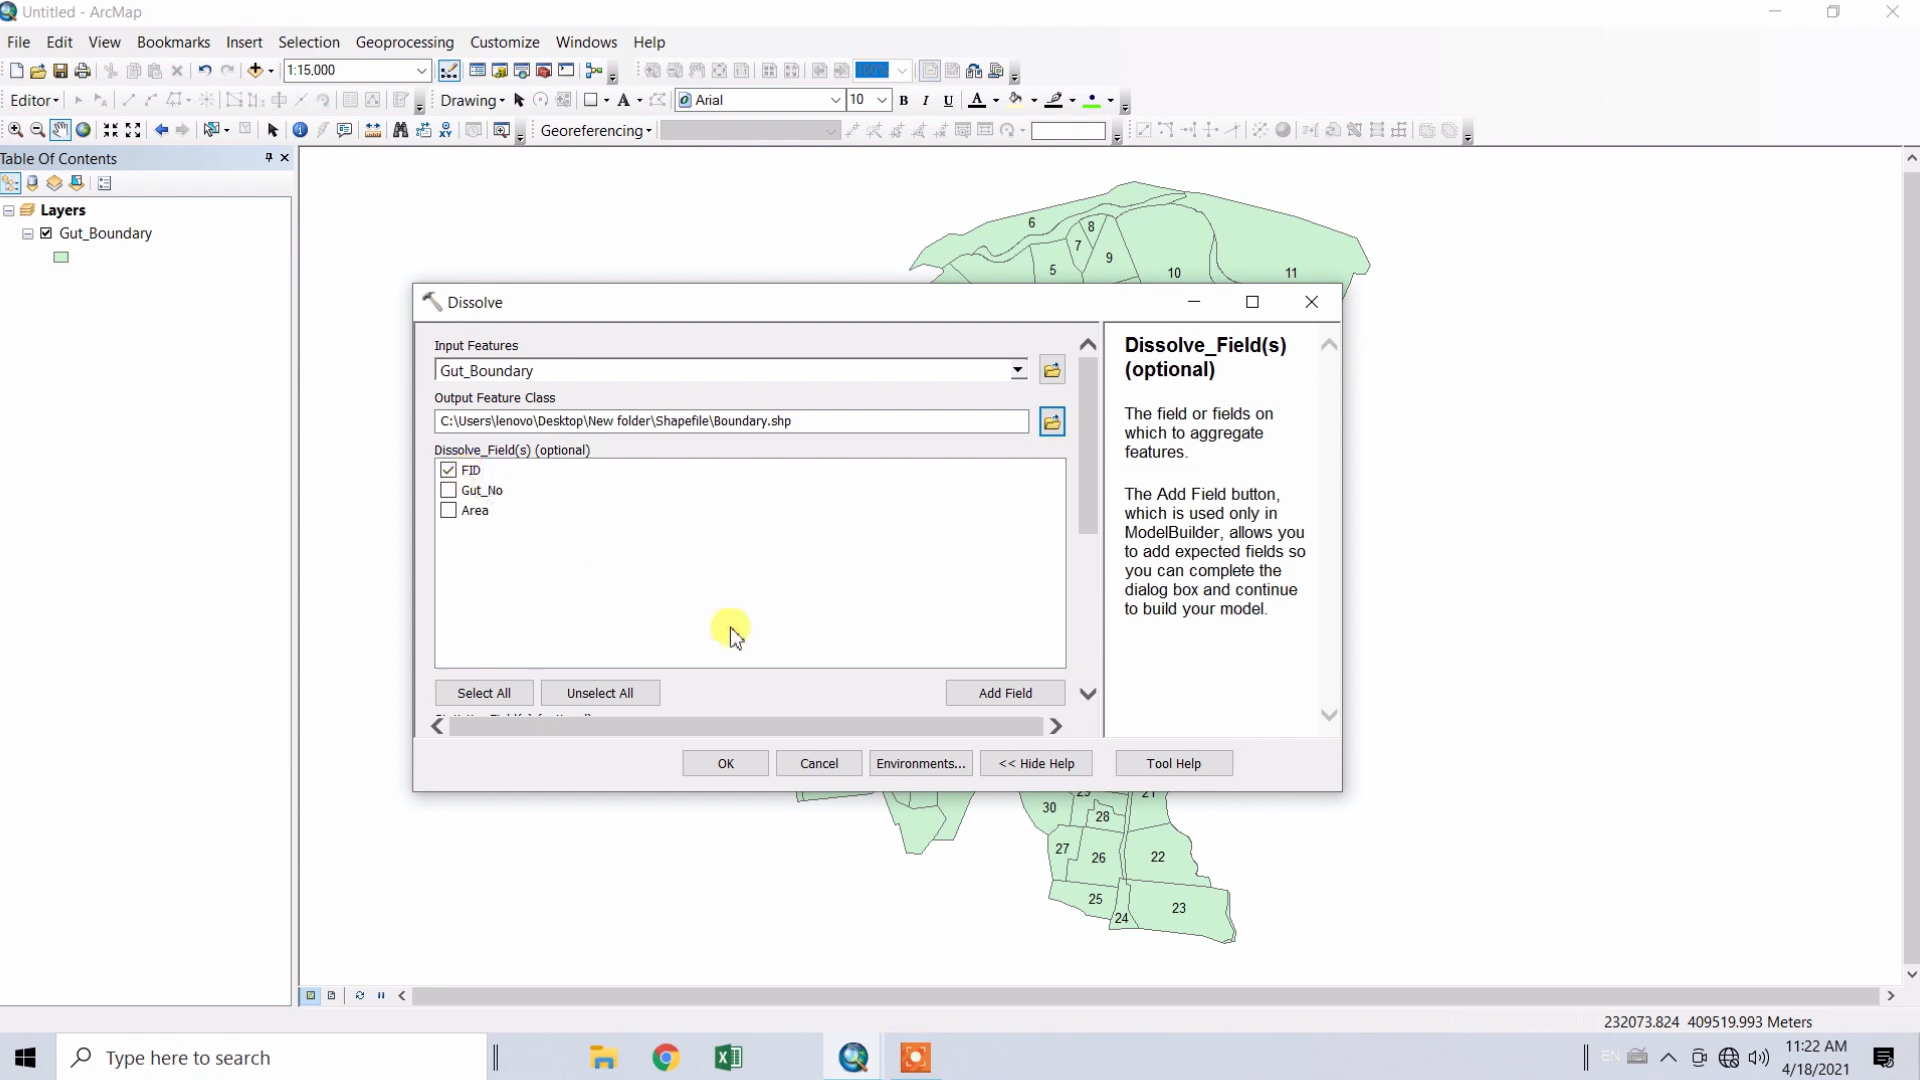 Untitled - ArcMap
File Edit View Bookmarks Insert Selection Geoprocessing Customize Windows Help
1:15,000
100%
Editor Drawing A Arial 10 B I U A
Georeferencing
Table Of Contents
Layers
Gut_Boundary
6
8
7
9
5
10
11
Dissolve
Input Features
Gut_Boundary
Output Feature Class
C:\Users\lenovo\Desktop\New folder\Shapefile\Boundary.shp
Dissolve_Field(s) (optional)
FID
Gut_No
Area
Select All Unselect All Add Field
OK Cancel Environments... << Hide Help Tool Help
Dissolve_Field(s)
(optional)
The field or fields on
which to aggregate
features.
The Add Field button,
which is used only in
ModelBuilder, allows you
to add expected fields so
you can complete the
dialog box and continue
to build your model.
21
30
28
27
26
22
25
24
23
232073.824 409519.993 Meters
Type here to search
EN
11:22 AM
4/18/2021